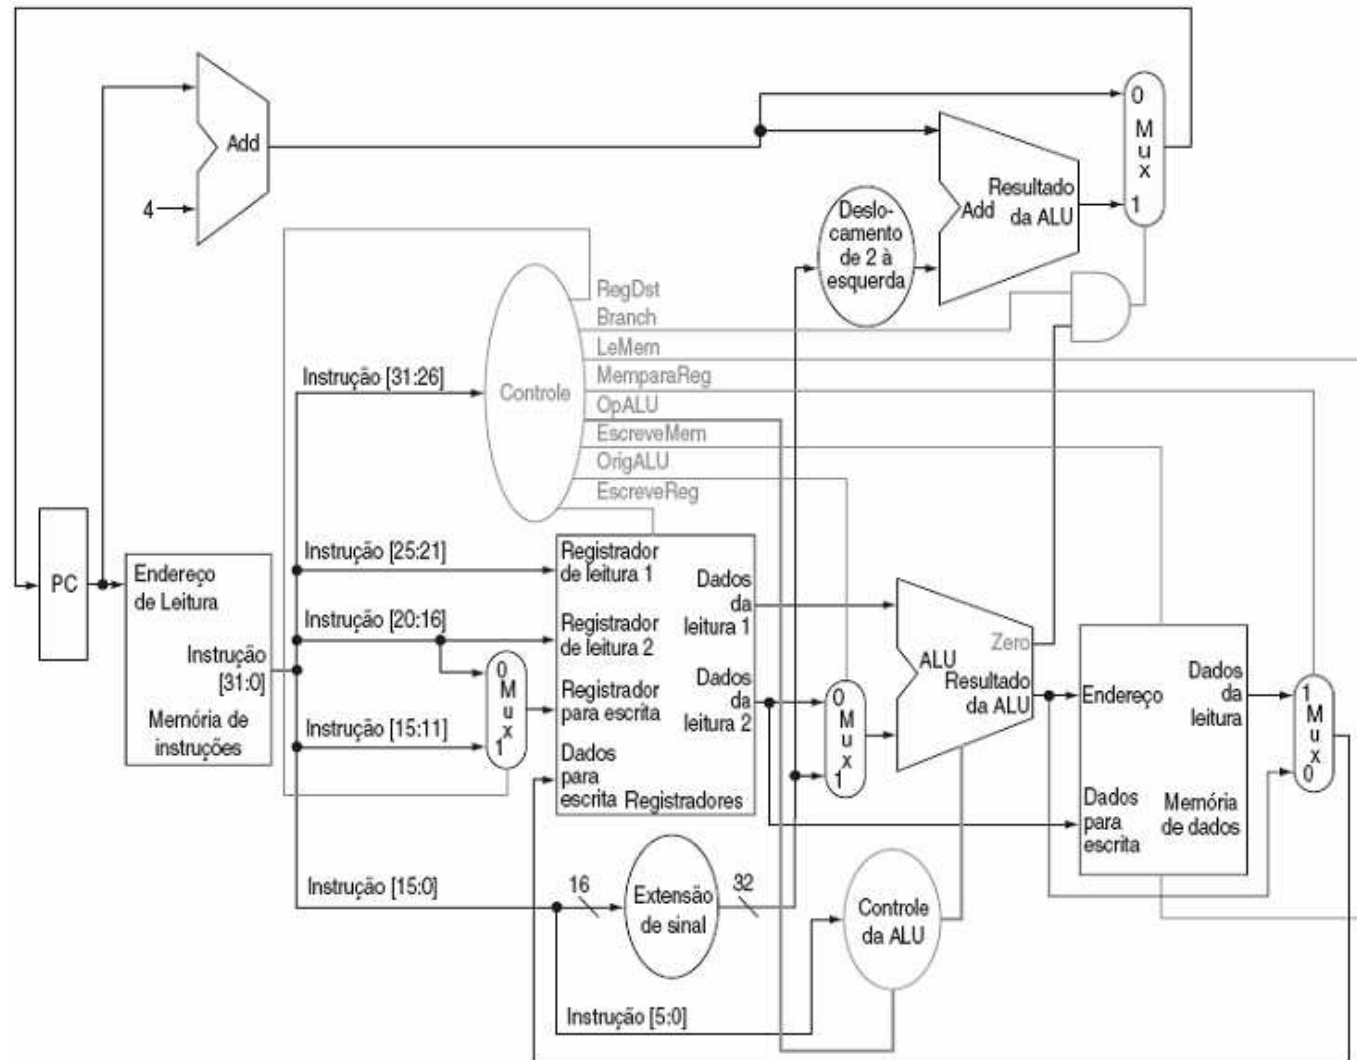 Add
4
0
M
u
x
1
Deslo-
camento
de 2 à
esquerda
Add
Resultado
da ALU
RegDst
Branch
LeMem
MemparaReg
OpALU
EscreveMem
OrigALU
EscreveReg
Controle
Instrução [31:26]
PC
Endereço
de Leitura
Instrução
[31:0]
Memória de
instruções
Instrução [25:21]
Instrução [20:16]
Instrução [15:11]
0
M
u
x
1
Registrador
de leitura 1
Registrador
de leitura 2
Registrador
para escrita
Dados
para
escrita
Registradores
Dados
da
leitura 1
Dados
da
leitura 2
0
M
u
x
1
ALU
Zero
Resultado
da ALU
Endereço
Dados
da
leitura
Dados
para
escrita
Memória
de dados
1
M
u
x
0
Instrução [15:0]
16
Extensão
de sinal
32
Controle
da ALU
Instrução [5:0]